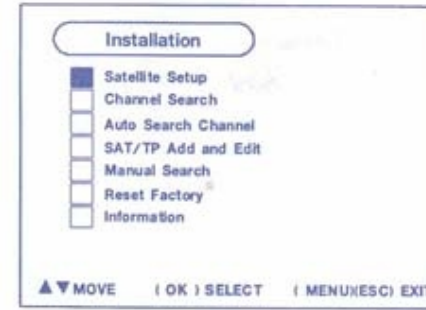 Installation
Satellite Setup
Channel Search
Auto Search Channel
SAT/TP Add and Edit
Manual Search
Reset Factory
Information
▲▼MOVE ( OK ) SELECT ( MENU)(ESC) EXIT